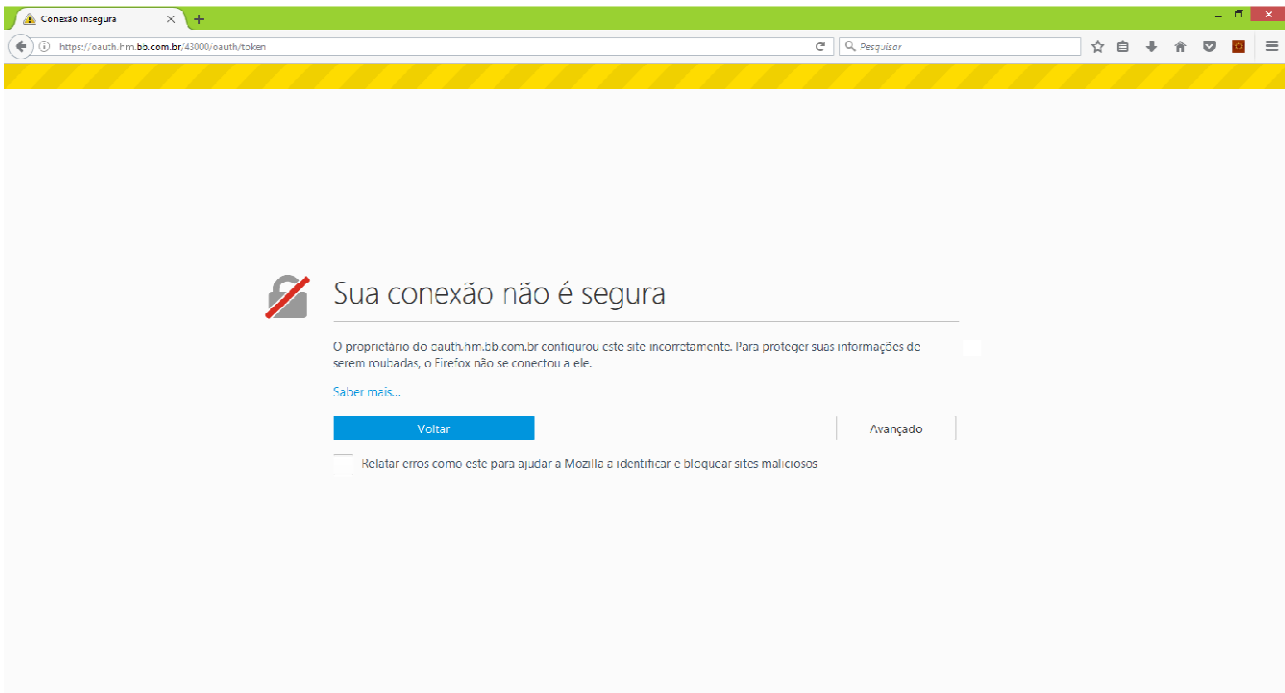 Conexão insegura
https://oauth.hm.bb.com.br/43000/oauth/token
Pesquisar
Sua conexão não é segura
O proprietário do oauth.hm.bb.com.br configurou este site incorretamente. Para proteger suas informações de
serem roubadas, o Firefox não se conectou a ele.
Saber mais...
Voltar
Avançado
Relatar erros como este para ajudar a Mozilla a identificar e bloquear sites maliciosos